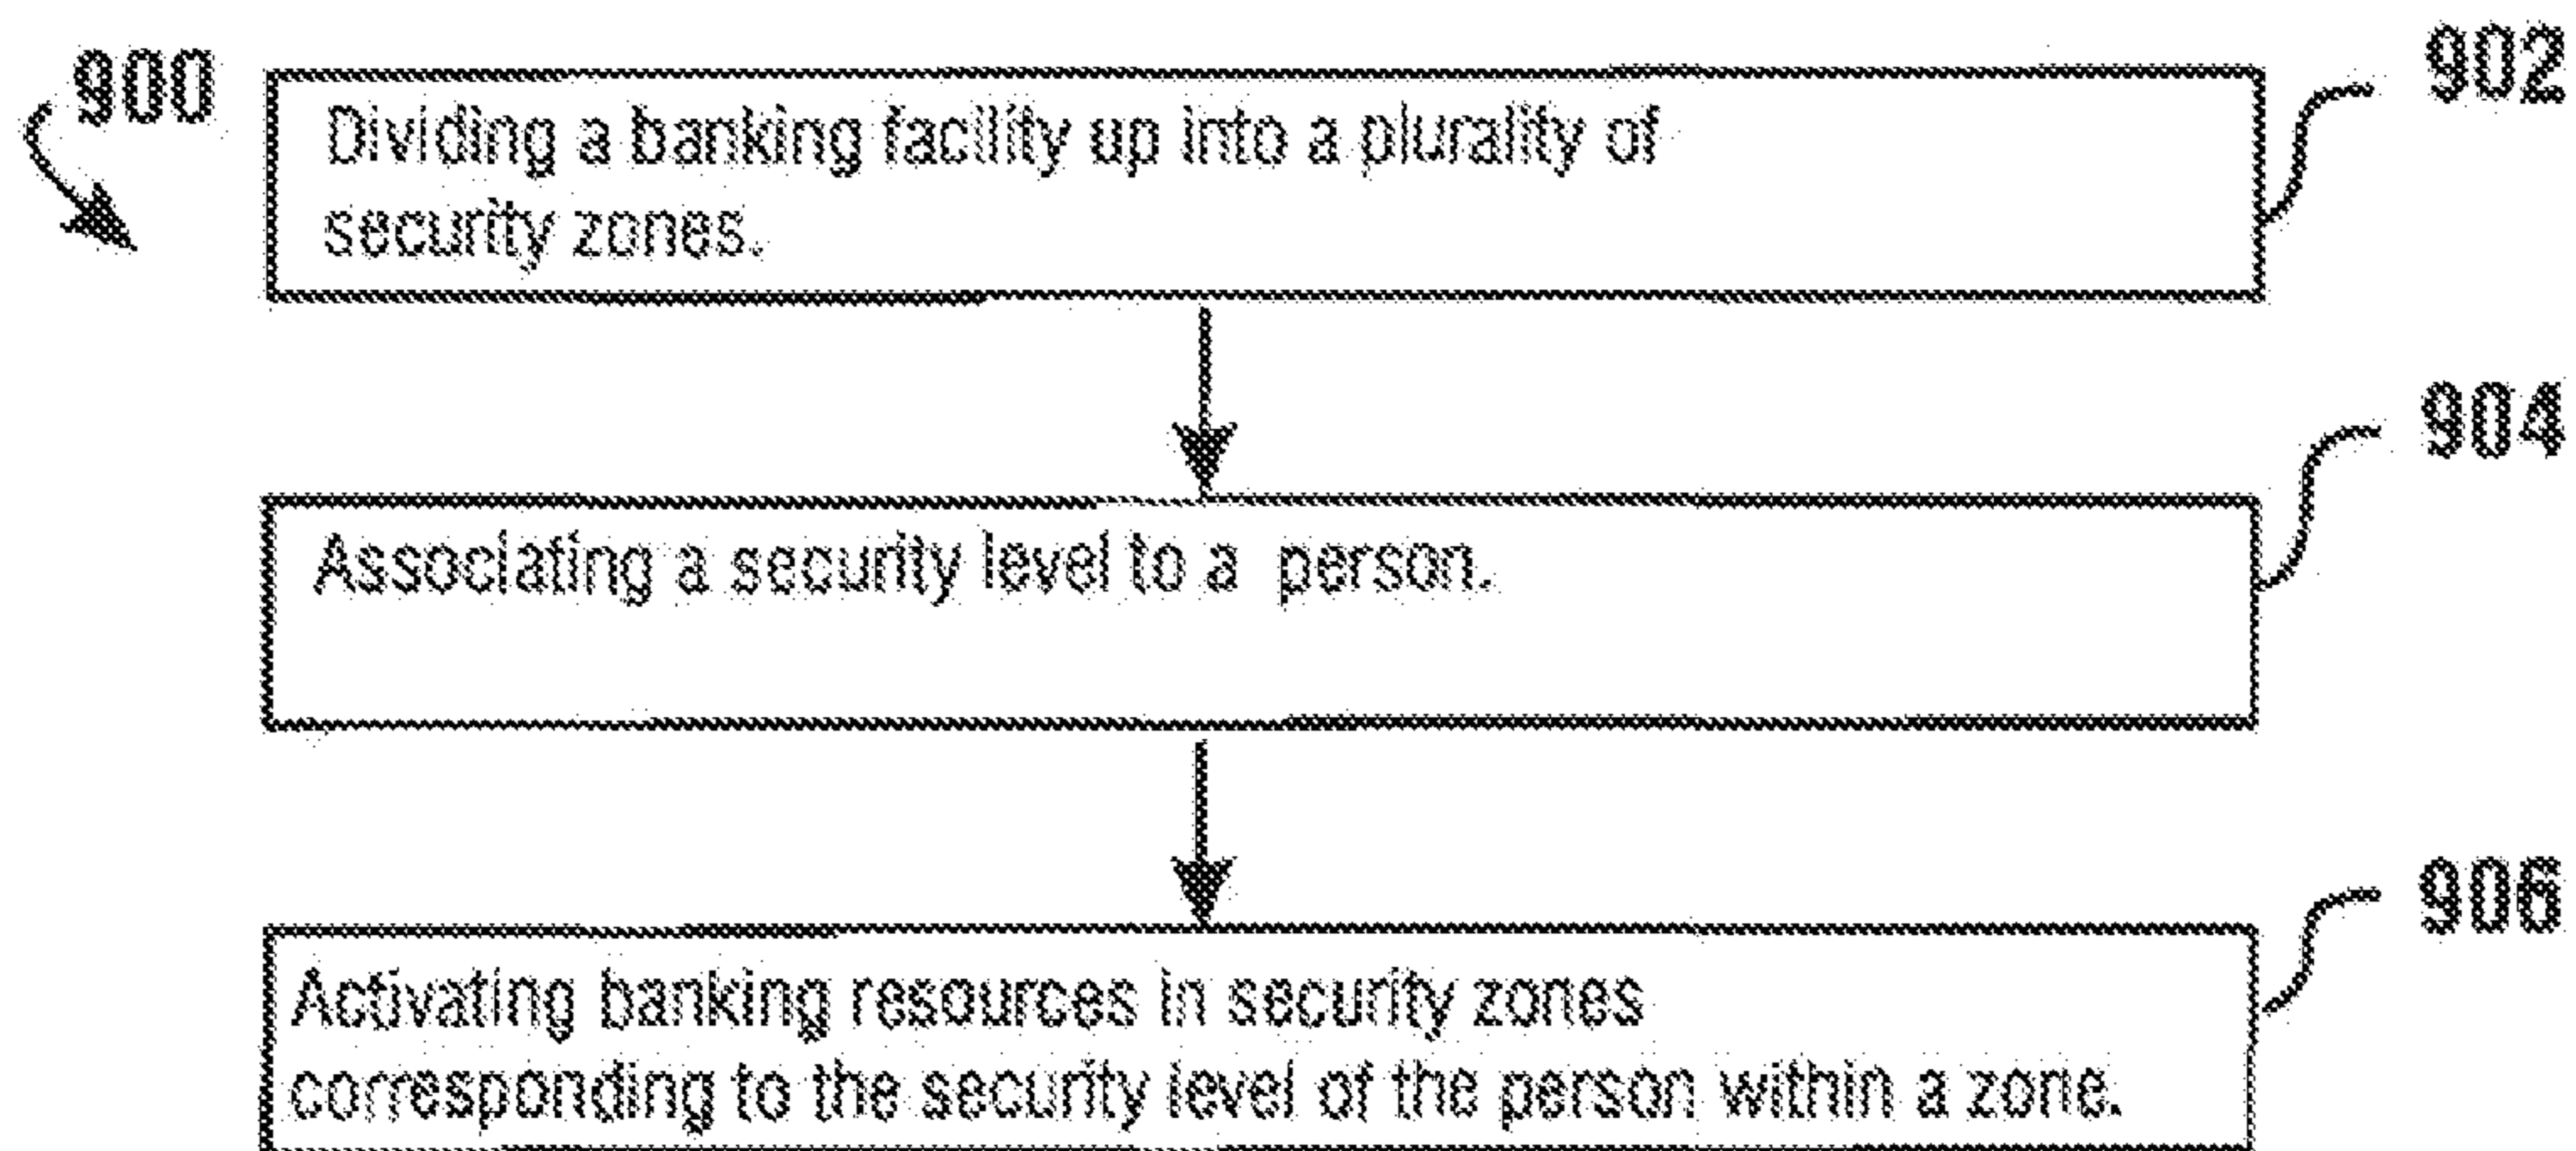 900
902
Dividing a banking facility up into a plurality of
security zones.
904
Associating a security level to a person.
906
Activating banking resources in security zones
corresponding to the security level of the person within a zone.